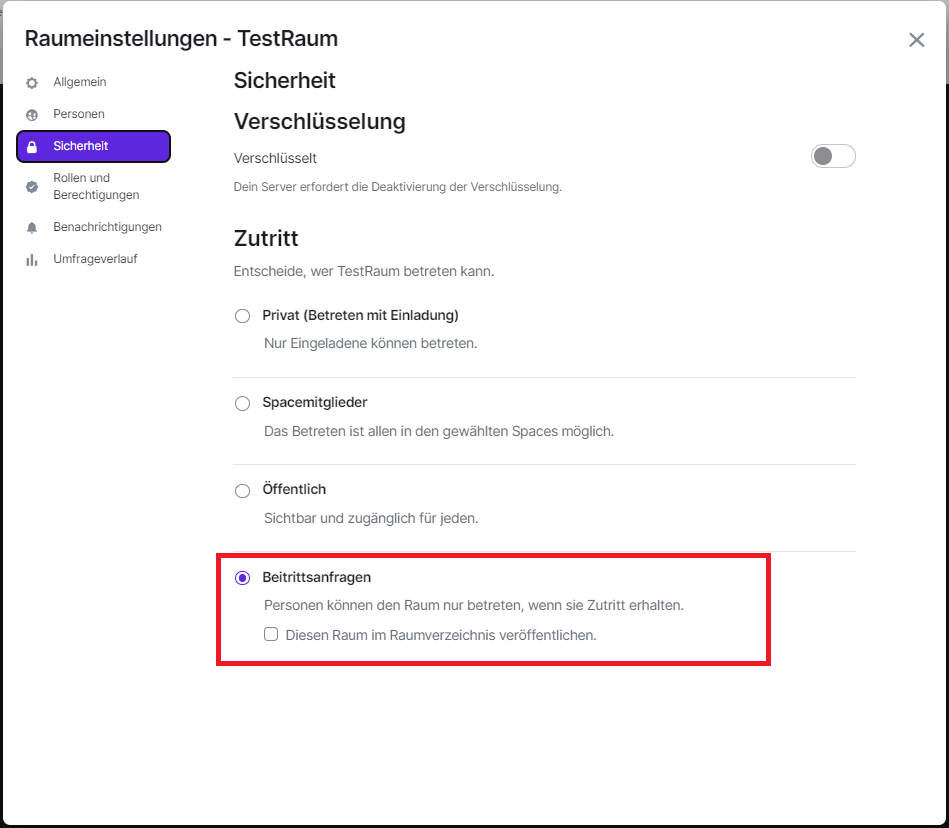 Raumeinstellungen - TestRaum
Allgemein
Personen
Sicherheit
Rollen und
Berechtigungen
Benachrichtigungen
Umfrageverlauf
Sicherheit
Verschlüsselung
Verschlüsselt
Dein Server erfordert die Deaktivierung der Verschlüsselung.
Zutritt
Entscheide, wer TestRaum betreten kann.
Privat (Betreten mit Einladung)
Nur Eingeladene können betreten.
Spacemitglieder
Das Betreten ist allen in den gewählten Spaces möglich.
Öffentlich
Sichtbar und zugänglich für jeden.
Beitrittsanfragen
Personen können den Raum nur betreten, wenn sie Zutritt erhalten.
Diesen Raum im Raumverzeichnis veröffentlichen.